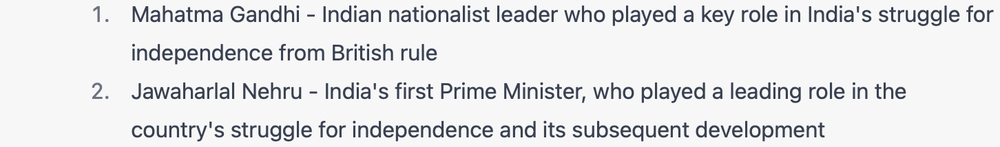 1. Mahatma Gandhi - Indian nationalist leader who played a key role in India's struggle for
independence from British rule
2. Jawaharlal Nehru - India's first Prime Minister, who played a leading role in the
country's struggle for independence and its subsequent development